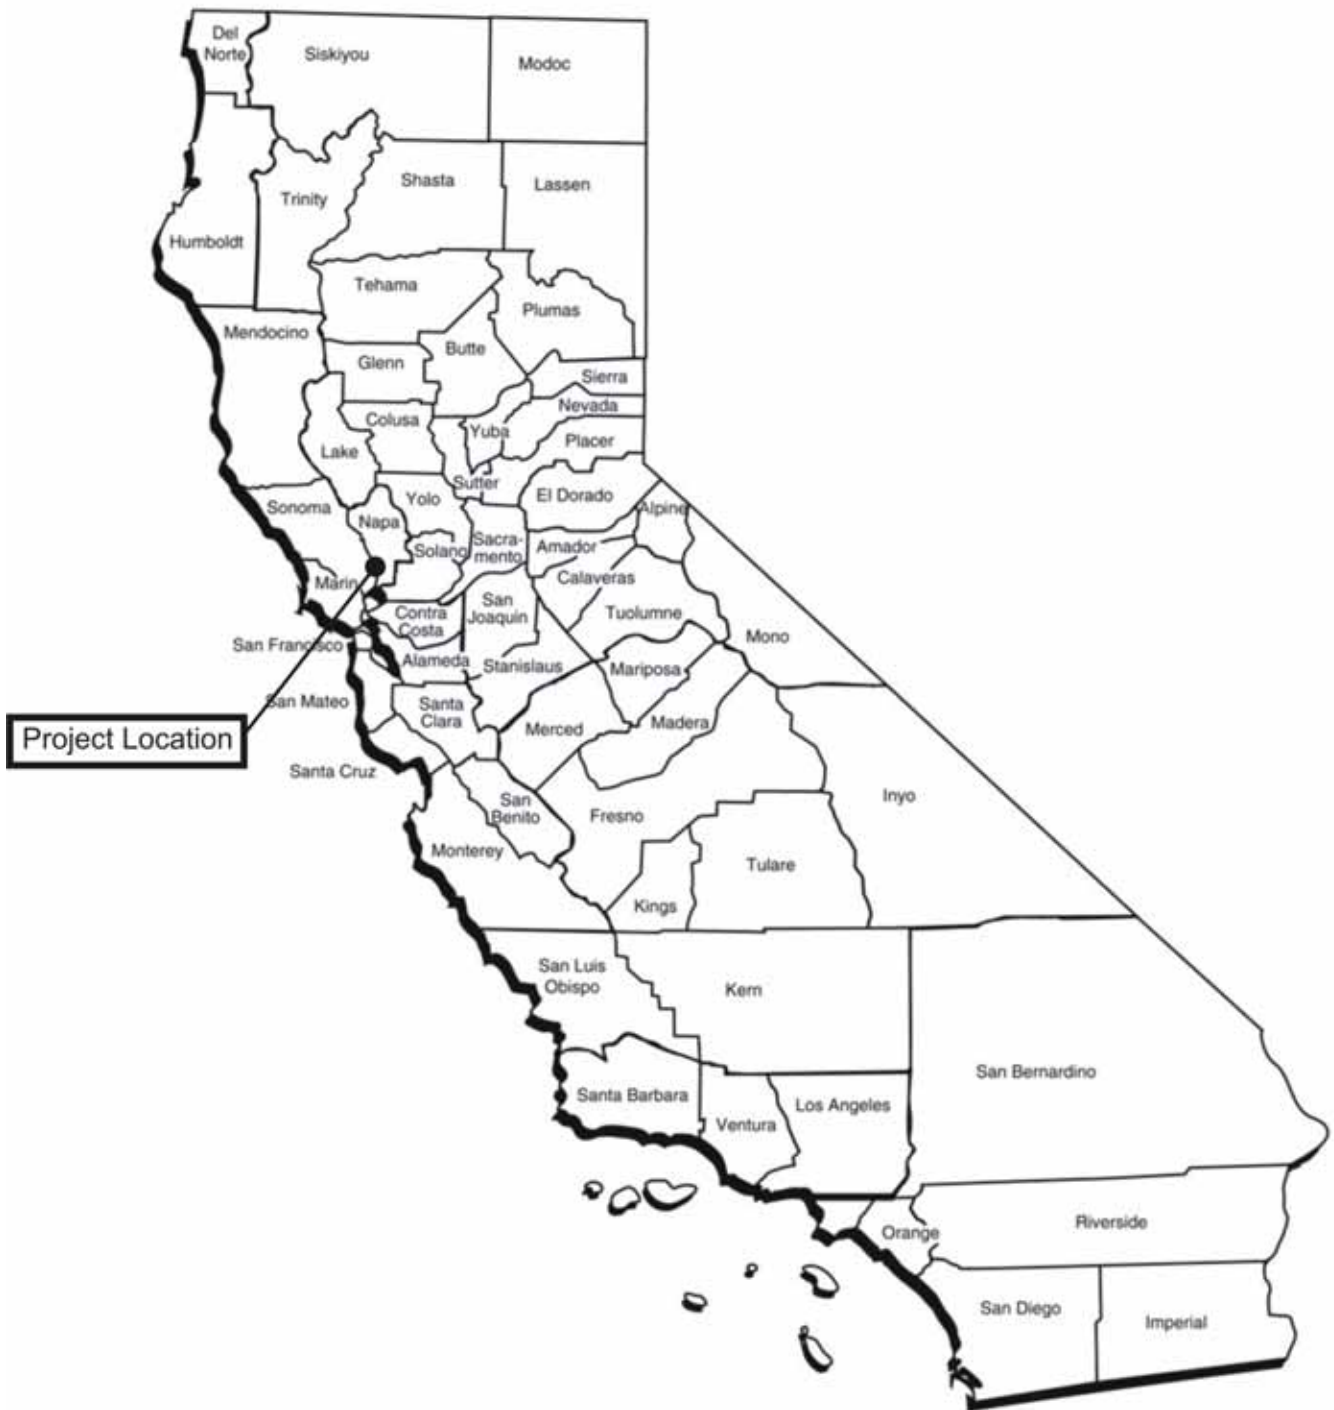 Del
Norte
Siskiyou
Modoc
Shasta
Lassen
Trinity
Humboldt
Tehama
Plumas
Mendocino
Butte
Glenn
Sierra
Nevada
Colusa
Yuba
Placer
Lake
Sutter
El Dorado
Yolo
Sonoma
Alpine
Napa
Sacra-
mento
Solano
Amador
Marin
Calaveras
San
Joaquin
Contra
Costa
Tuolumne
Mono
San Francisco
Alameda
Stanislaus
Mariposa
San Mateo
Santa
Clara
Merced
Madera
Project Location
Santa Cruz
Inyo
San
Benito
Fresno
Monterey
Tulare
Kings
San Luis
Obispo
Kern
San Bernardino
Santa Barbara
Los Angeles
Ventura
Riverside
Orange
San Diego
Imperial